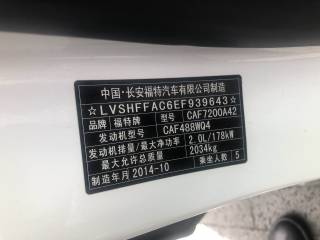 中国·长安福特汽车有限公司制造
☆LVSHFFAC6EF939643☆
品牌 福特牌 型号 CAF7200A42
发动机型号 CAF488WQ4
发动机排量/最大净功率 2.0L/178kW
最大允许总质量 2034kg
制造年月 2014-10 乘坐人数 5